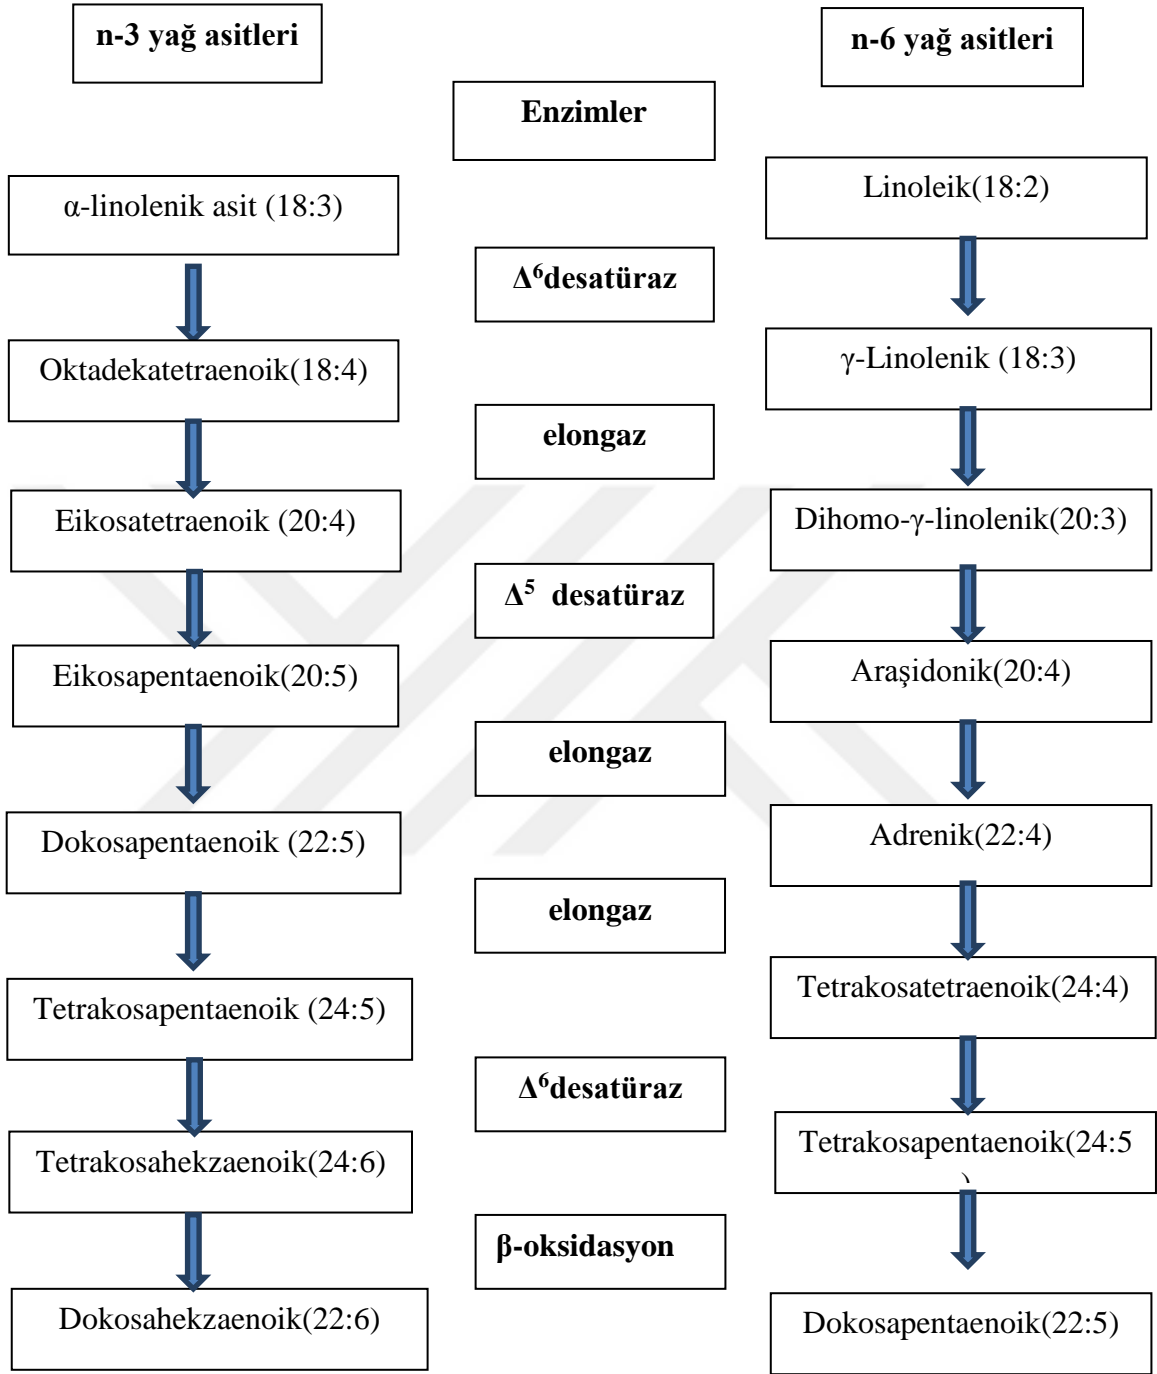 n-3 yağ asitleri
n-6 yağ asitleri
Enzimler
α-linolenik asit (18:3)
Linoleik(18:2)
Δ⁶desatüraz
Oktadekatetraenoik(18:4)
γ-Linolenik (18:3)
elongaz
Eikosatetraenoik (20:4)
Dihomo-γ-linolenik(20:3)
Δ⁵ desatüraz
Eikosapentaenoik(20:5)
Araşidonik(20:4)
elongaz
Dokosapentaenoik (22:5)
Adrenik(22:4)
elongaz
Tetrakosapentaenoik (24:5)
Tetrakosatetraenoik(24:4)
Δ⁶desatüraz
Tetrakosahekzaenoik(24:6)
Tetrakosapentaenoik(24:5
)
β-oksidasyon
Dokosahekzaenoik(22:6)
Dokosapentaenoik(22:5)